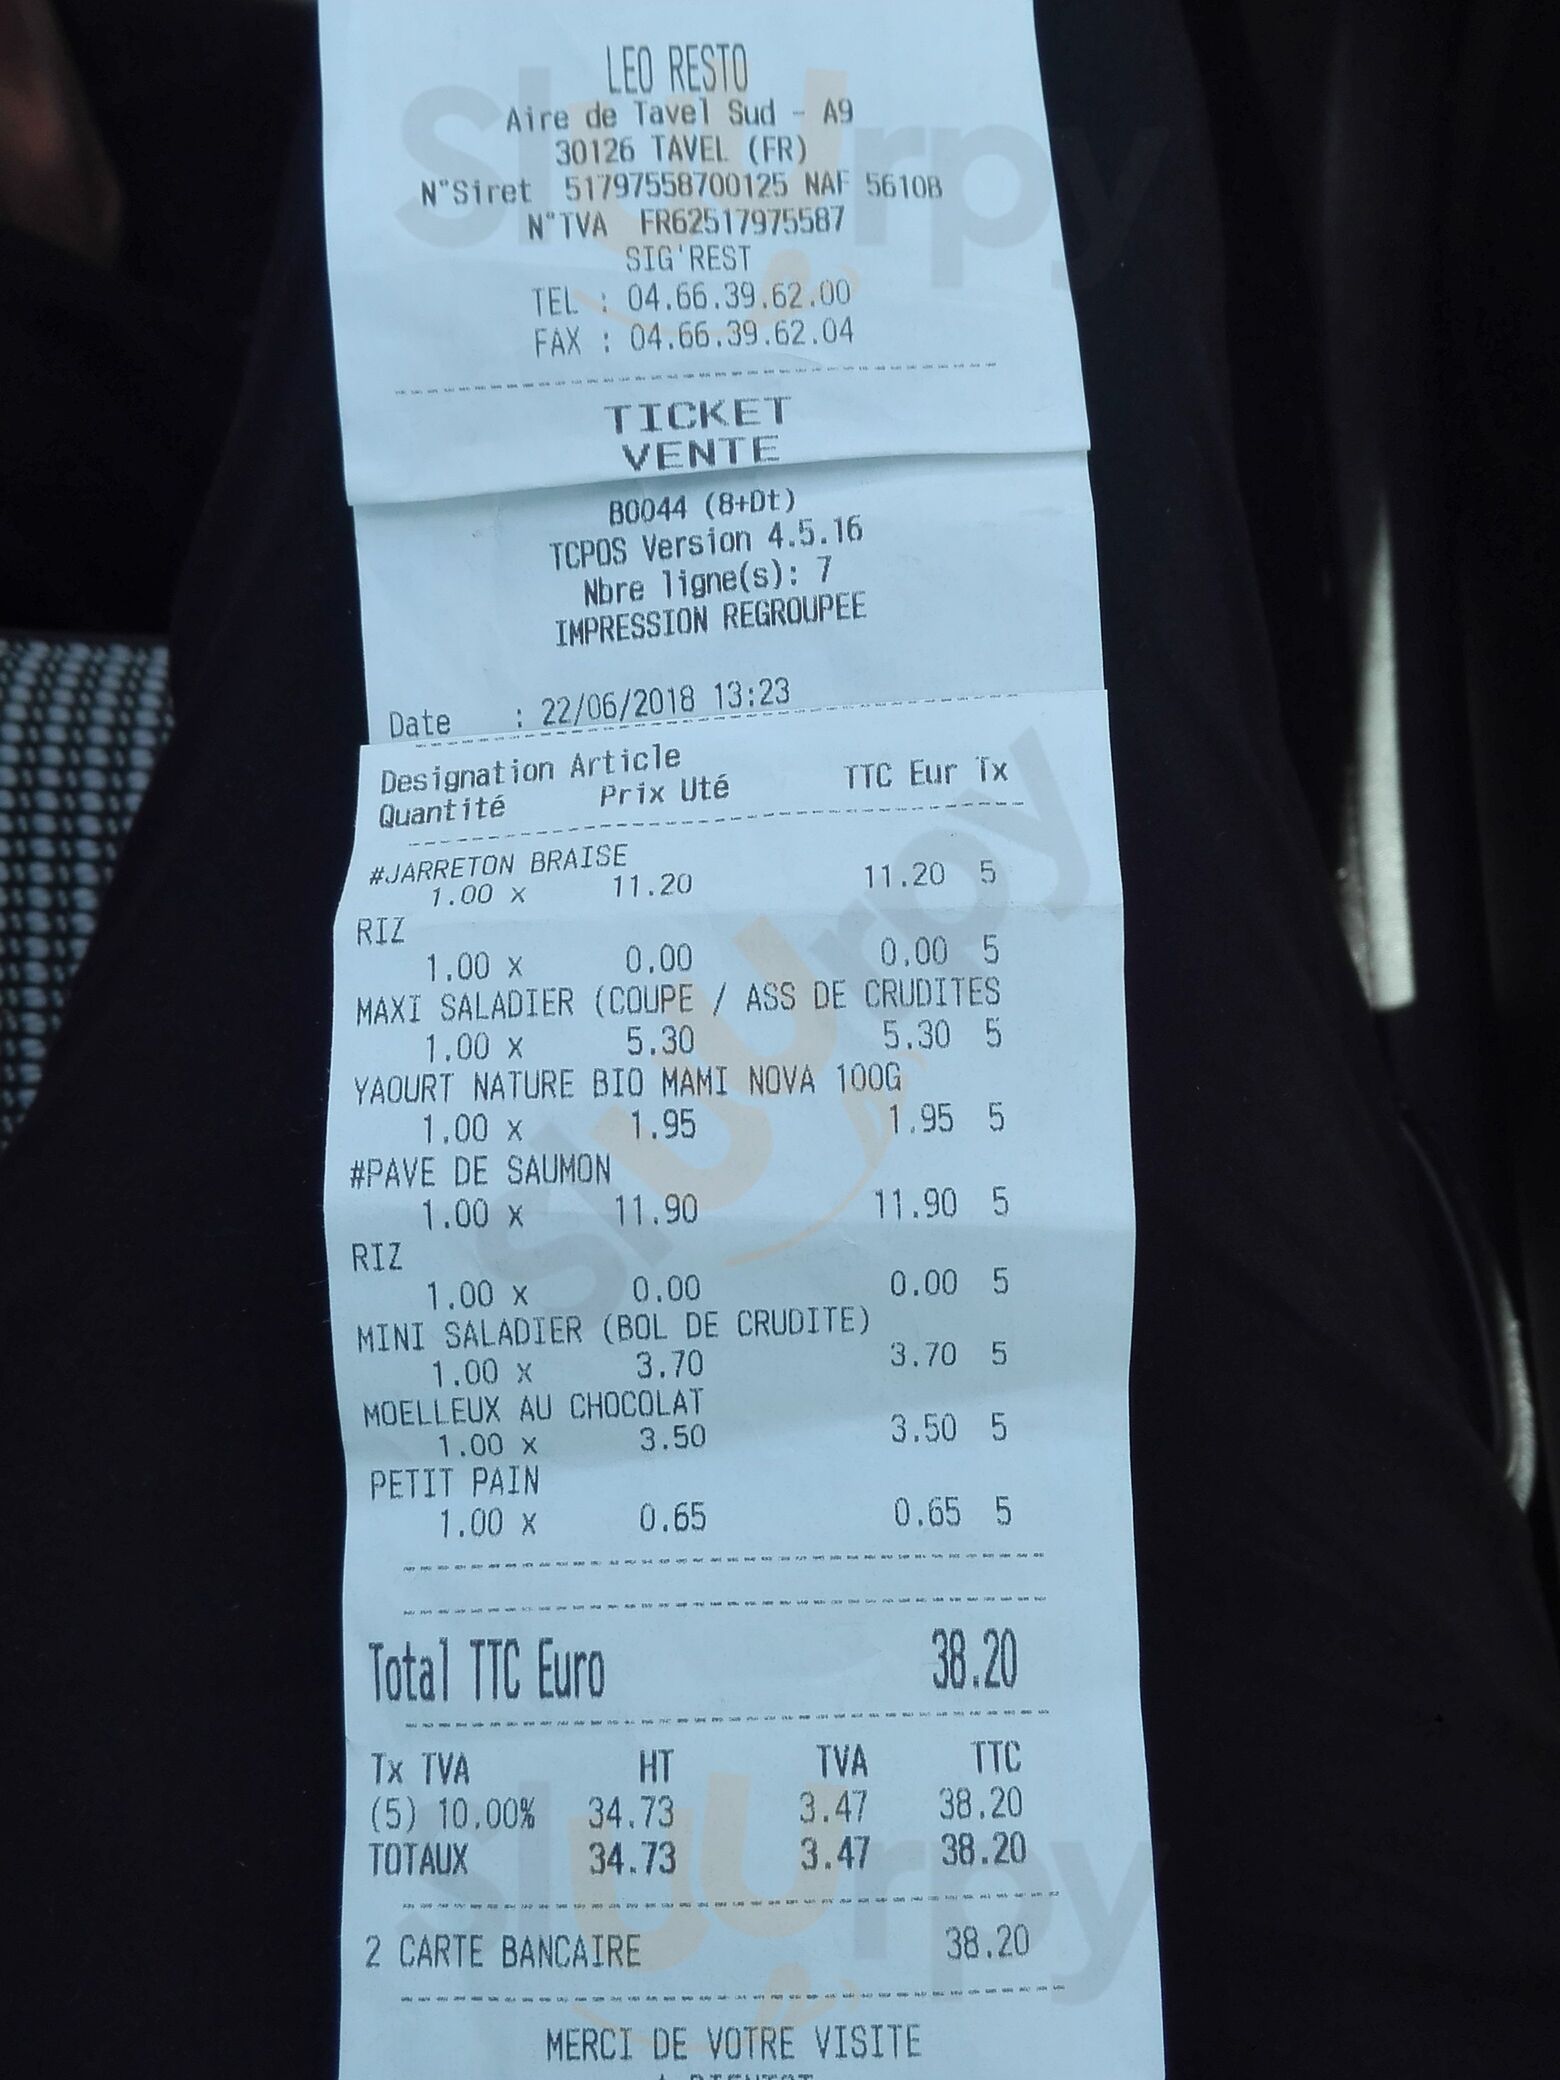 LEO RESTO
Aire de Tavel Sud - A9
30126 TAVEL (FR)
N°Siret 51797558700125 NAF 5610B
N°TVA FR62517975587
SIG'REST
TEL : 04.66.39.62.00
FAX : 04.66.39.62.04
TICKET
VENTE
B0044 (8+Dt)
TCPOS Version 4.5.16
Nbre ligne(s): 7
IMPRESSION REGROUPEE
Date : 22/06/2018 13:23
Designation Article
Quantité Prix Uté TTC Eur Tx
#JARRETON BRAISE
1.00 x 11.20 11.20 5
RIZ
1.00 x 0.00 0.00 5
MAXI SALADIER (COUPE / ASS DE CRUDITES
1.00 x 5.30 5.30 5
YAOURT NATURE BIO MAMI NOVA 100G
1.00 x 1.95 1.95 5
#PAVE DE SAUMON
1.00 x 11.90 11.90 5
RIZ
1.00 x 0.00 0.00 5
MINI SALADIER (BOL DE CRUDITE)
1.00 x 3.70 3.70 5
MOELLEUX AU CHOCOLAT
1.00 x 3.50 3.50 5
PETIT PAIN
1.00 x 0.65 0.65 5
Total TTC Euro 38.20
Tx TVA HT TVA TTC
(5) 10.00% 34.73 3.47 38.20
TOTAUX 34.73 3.47 38.20
2 CARTE BANCAIRE 38.20
MERCI DE VOTRE VISITE
Sluurpy
Sluurpy
Sluurpy